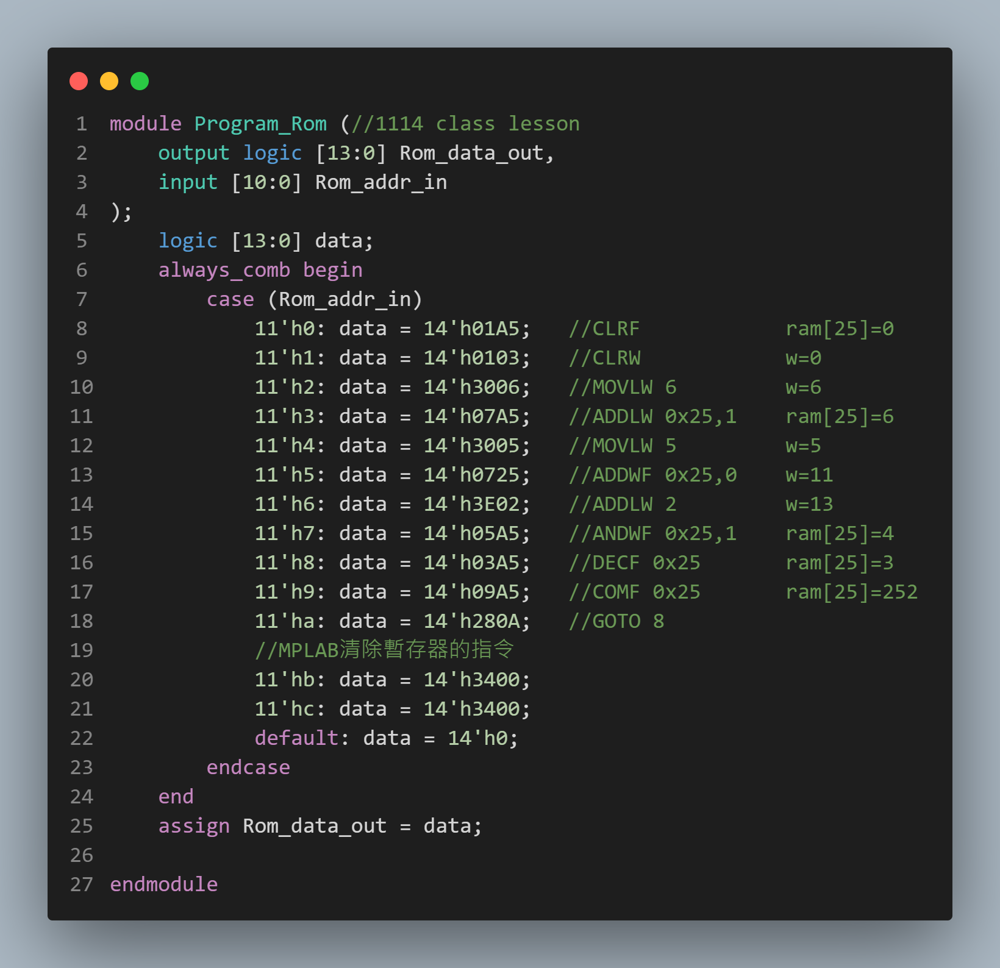 1 module Program_Rom (//1114 class lesson
2     output logic [13:0] Rom_data_out,
3     input [10:0] Rom_addr_in
4 );
5     logic [13:0] data;
6     always_comb begin
7         case (Rom_addr_in)
8             11'h0: data = 14'h01A5;   //CLRF            ram[25]=0
9             11'h1: data = 14'h0103;   //CLRW            w=0
10             11'h2: data = 14'h3006;   //MOVLW 6         w=6
11             11'h3: data = 14'h07A5;   //ADDLW 0x25,1    ram[25]=6
12             11'h4: data = 14'h3005;   //MOVLW 5         w=5
13             11'h5: data = 14'h0725;   //ADDWF 0x25,0    w=11
14             11'h6: data = 14'h3E02;   //ADDLW 2         w=13
15             11'h7: data = 14'h05A5;   //ANDWF 0x25,1    ram[25]=4
16             11'h8: data = 14'h03A5;   //DECF 0x25       ram[25]=3
17             11'h9: data = 14'h09A5;   //COMF 0x25       ram[25]=252
18             11'ha: data = 14'h280A;   //GOTO 8
19             //MPLAB清除暫存器的指令
20             11'hb: data = 14'h3400;
21             11'hc: data = 14'h3400;
22             default: data = 14'h0;
23         endcase
24     end
25     assign Rom_data_out = data;
26
27 endmodule